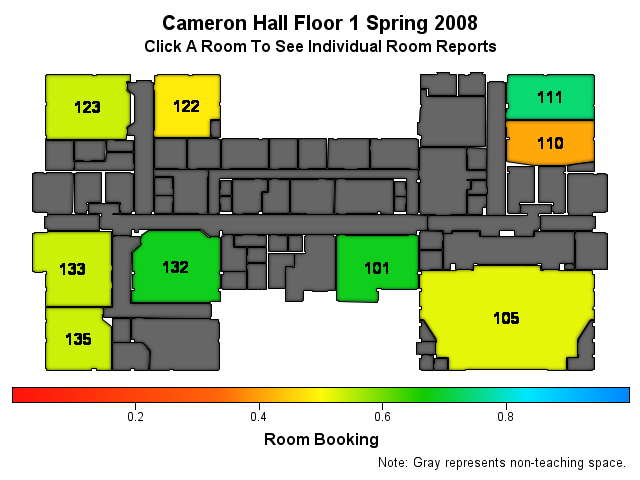 Cameron Hall Floor 1 Spring 2008
Click A Room To See Individual Room Reports
123
122
111
110
133
132
101
105
135
0.2 0.4 0.6 0.8
Room Booking
Note: Gray represents non-teaching space.